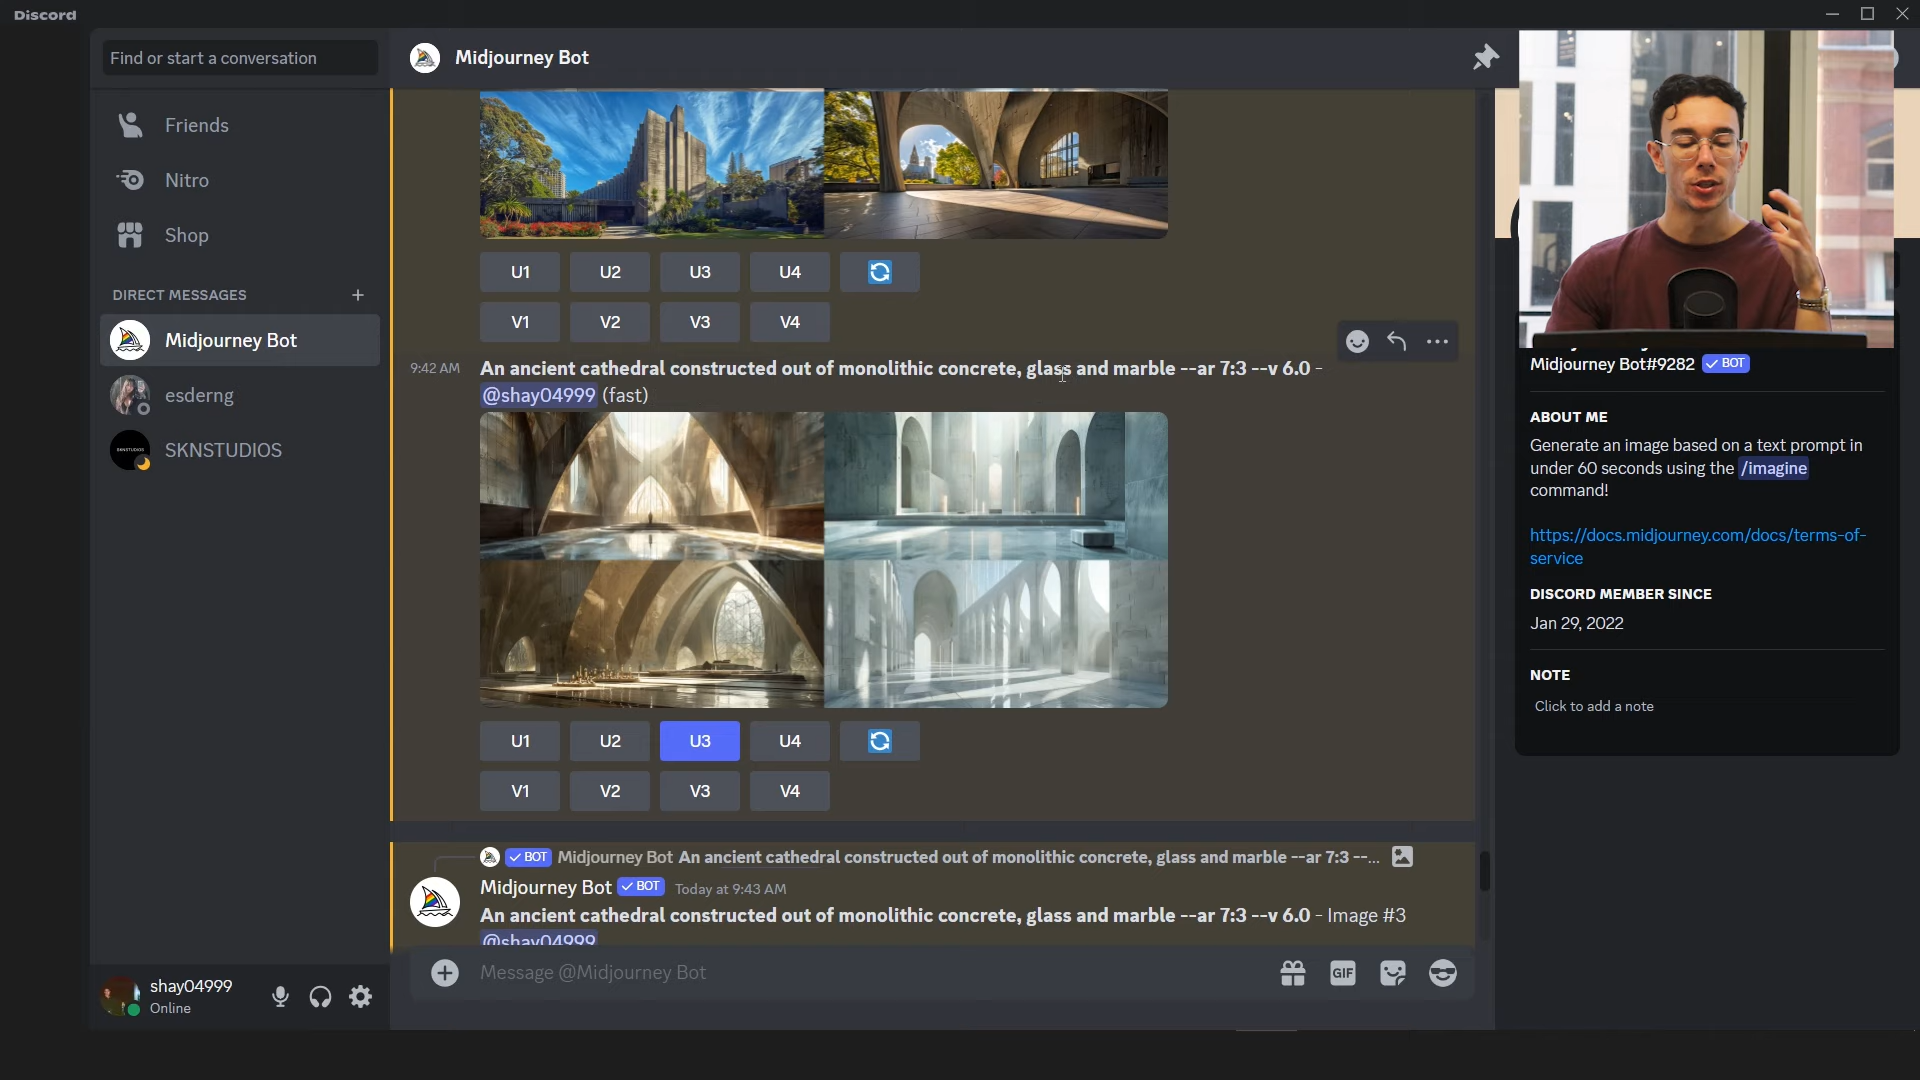 Discord
Find or start a conversation
Friends
Nitro
Shop
DIRECT MESSAGES
Midjourney Bot
esderng
SKNSTUDIOS
shay04999
Online
Midjourney Bot
U1 U2 U3 U4
V1 V2 V3 V4
9:42 AM An ancient cathedral constructed out of monolithic concrete, glass and marble --ar 7:3 --v 6.0 -
@shay04999 (fast)
U1 U2 U3 U4
V1 V2 V3 V4
BOT Midjourney Bot An ancient cathedral constructed out of monolithic concrete, glass and marble --ar 7:3 --...
Midjourney Bot BOT Today at 9:43 AM
An ancient cathedral constructed out of monolithic concrete, glass and marble --ar 7:3 --v 6.0 - Image #3
@shay04999
Message @Midjourney Bot
GIF
Midjourney Bot#9282 BOT
ABOUT ME
Generate an image based on a text prompt in
under 60 seconds using the /imagine
command!
https://docs.midjourney.com/docs/terms-of-
service
DISCORD MEMBER SINCE
Jan 29, 2022
NOTE
Click to add a note